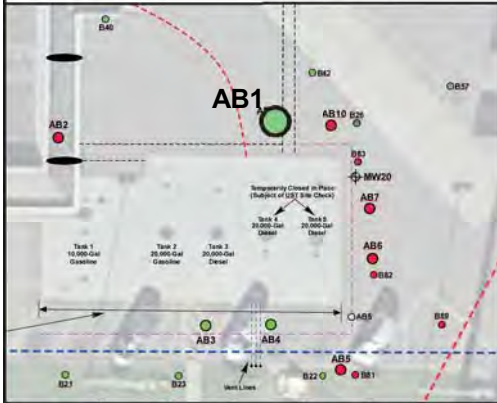 B40
B42
B57
AB1
AB2
AB10
B26
B83
MW20
Temporarily Closed in Place
(Subject of UST Site Check)
AB7
Tank 4
20,000-Gal
Diesel
Tank 5
20,000-Gal
Diesel
Tank 1
10,000-Gal
Gasoline
Tank 2
20,000-Gal
Gasoline
Tank 3
20,000-Gal
Diesel
AB6
B82
AB3
AB4
B89
AB5
B21
B23
Vent Lines
B22
B81